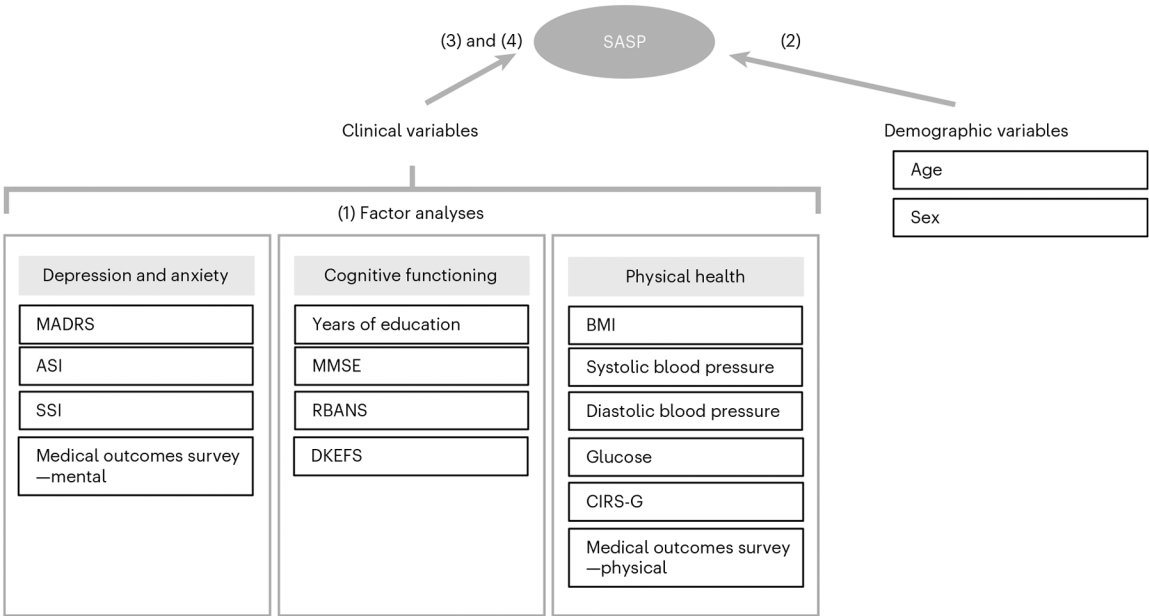 (3) and (4)
SASP
(2)
Clinical variables
Demographic variables
Age
Sex
(1) Factor analyses
Depression and anxiety
MADRS
ASI
SSI
Medical outcomes survey
—mental
Cognitive functioning
Years of education
MMSE
RBANS
DKEFS
Physical health
BMI
Systolic blood pressure
Diastolic blood pressure
Glucose
CIRS-G
Medical outcomes survey
—physical